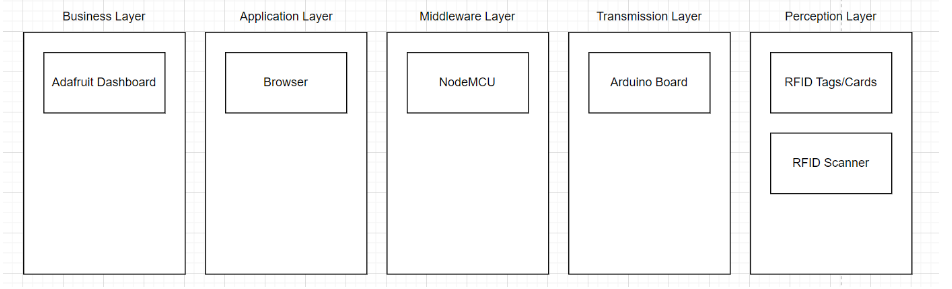 Business Layer
Application Layer
Middleware Layer
Transmission Layer
Perception Layer
Adafruit Dashboard
Browser
NodeMCU
Arduino Board
RFID Tags/Cards
RFID Scanner